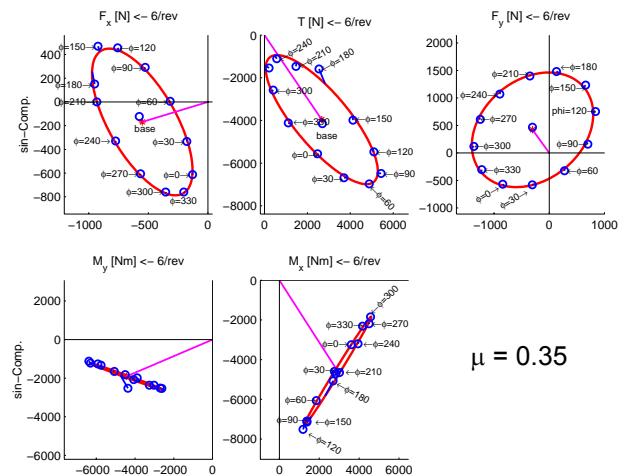 F_x [N] <- 6/rev
400
200
0
-200
-400
-600
-800
-1000
-500
0
sin-Comp.
φ=150→
←φ=120
φ=90→
φ=180→
φ=210→
φ=60→
base
φ=240→
φ=30→
φ=270→
φ=0→
φ=300→
φ=330
T [N] <- 6/rev
0
-2000
-4000
-6000
-8000
0
2000
4000
6000
←φ=240
←φ=210
←φ=180
←φ=300
←φ=150
base
φ=0→
←φ=120
φ=30→
←φ=90
←φ=60
F_y [N] <- 6/rev
1500
1000
500
0
-500
-1000
-1000
0
1000
φ=210→
←φ=180
φ=150→
φ=240→
phi=120→
←φ=270
φ=90→
←φ=300
←φ=330
←φ=60
φ=0→
φ=30→
M_y [Nm] <- 6/rev
2000
0
-2000
-4000
sin-Comp.
-6000
-4000
-2000
0
M_x [Nm] <- 6/rev
0
-2000
-4000
-6000
-8000
0
2000
4000
6000
←φ=300
φ=330→
←φ=270
φ=0→
←φ=240
φ=30→
←φ=210
←φ=180
φ=60→
φ=90→
←φ=150
←φ=120
μ = 0.35